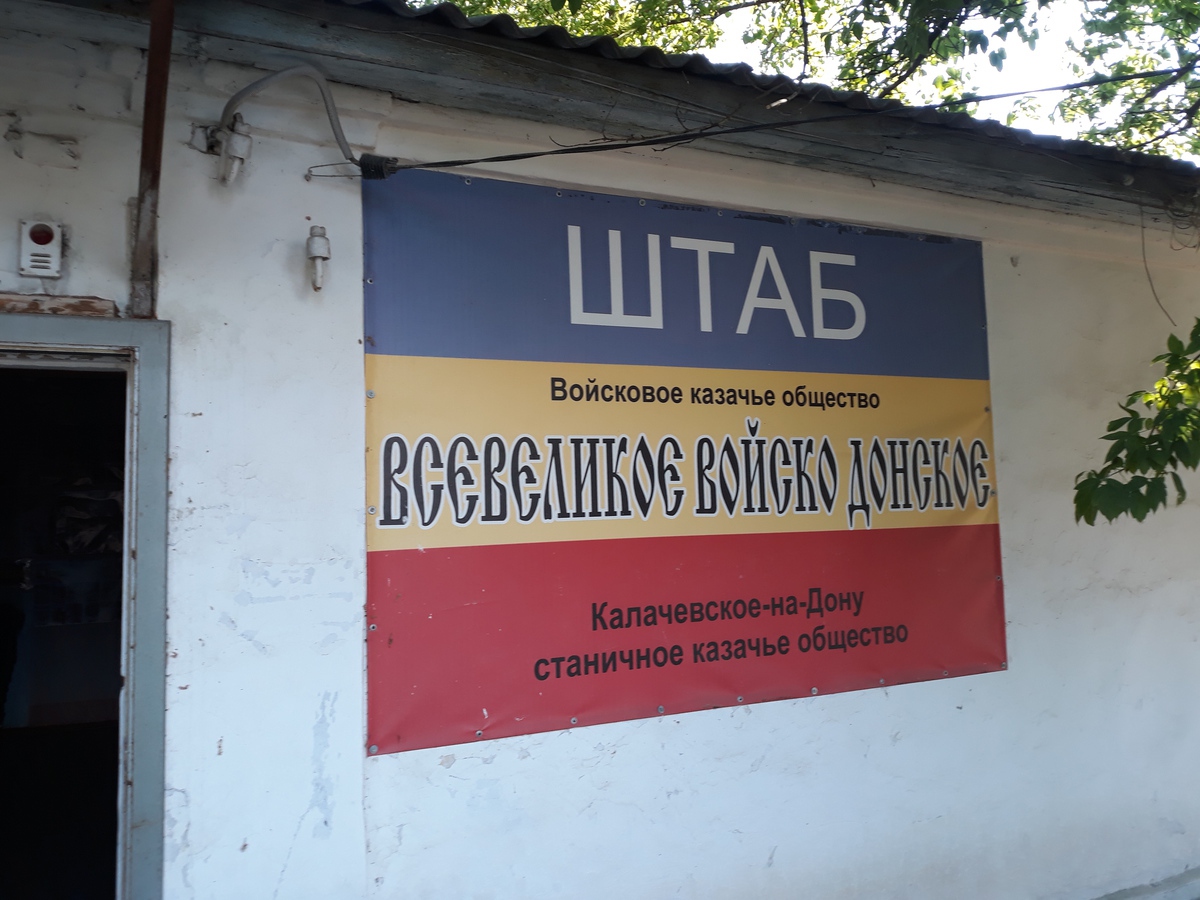 ШТАБ
Войсковое казачье общество
ВСЕВЕЛИКОЕ ВОЙСКО ДОНСКОЕ
Калачевское-на-Дону
станичное казачье общество